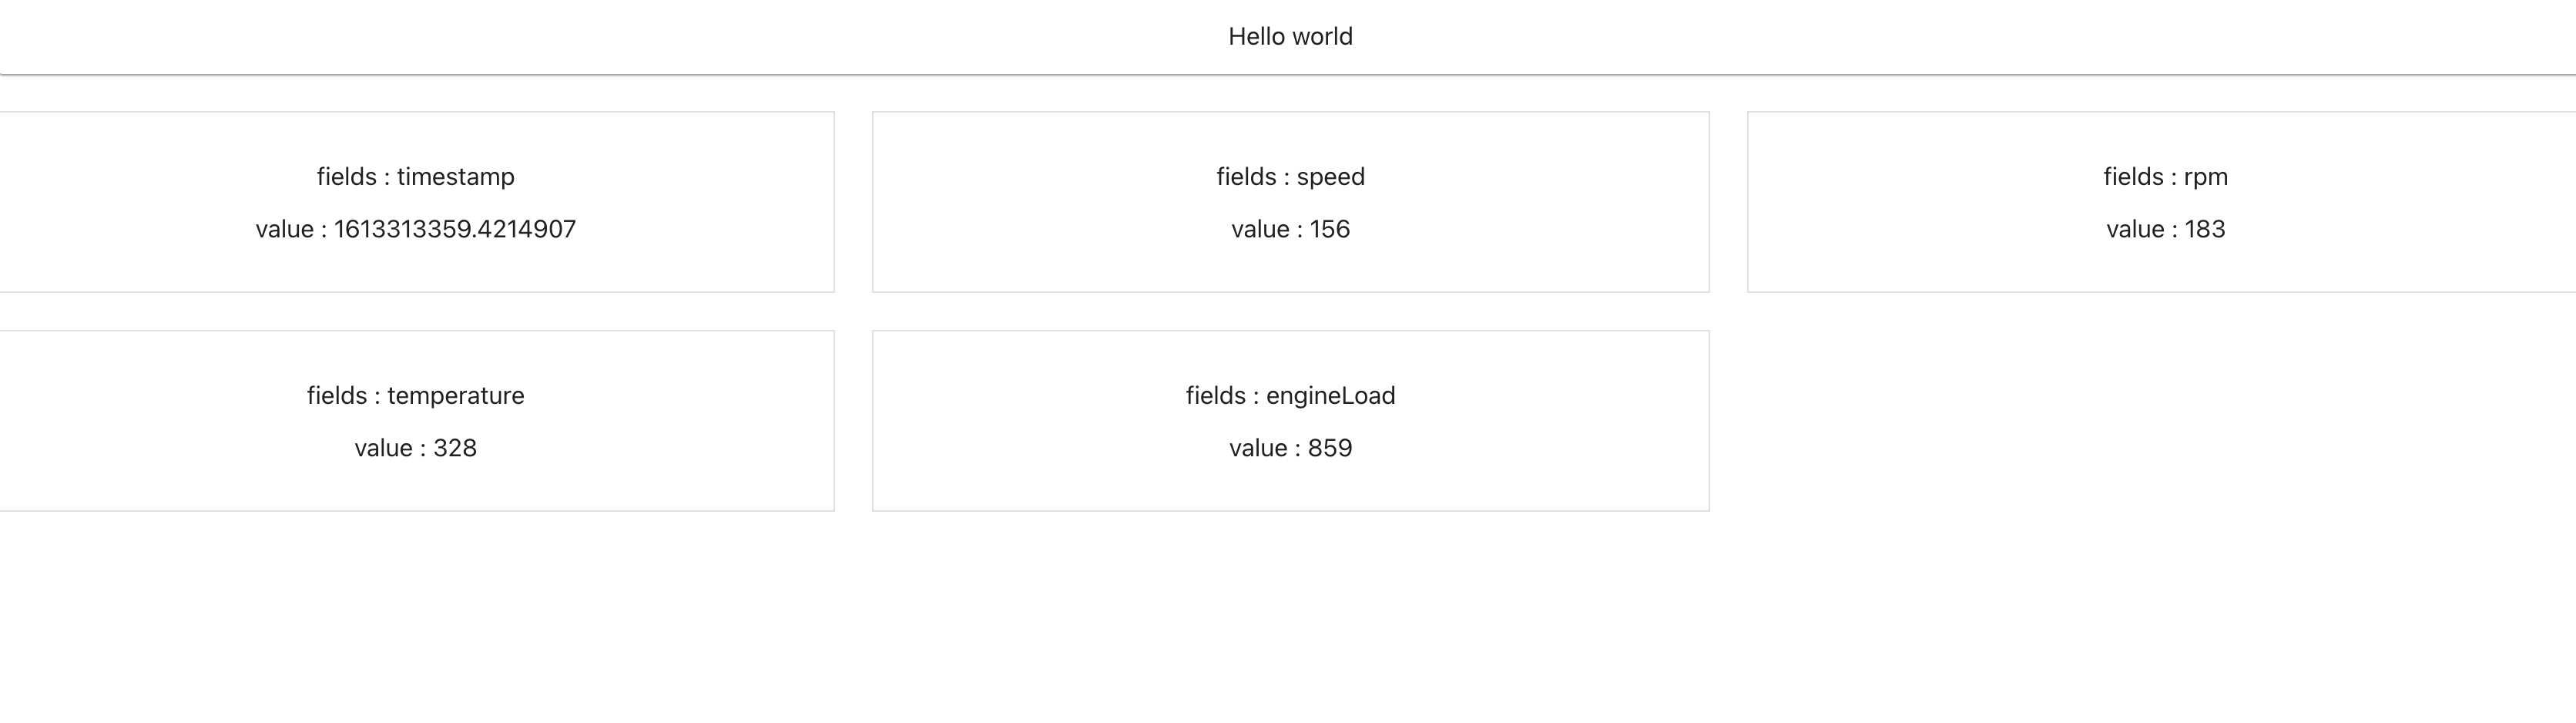 Hello world
fields : timestamp
value : 1613313359.4214907
fields : speed
value : 156
fields : rpm
value : 183
fields : temperature
value : 328
fields : engineLoad
value : 859